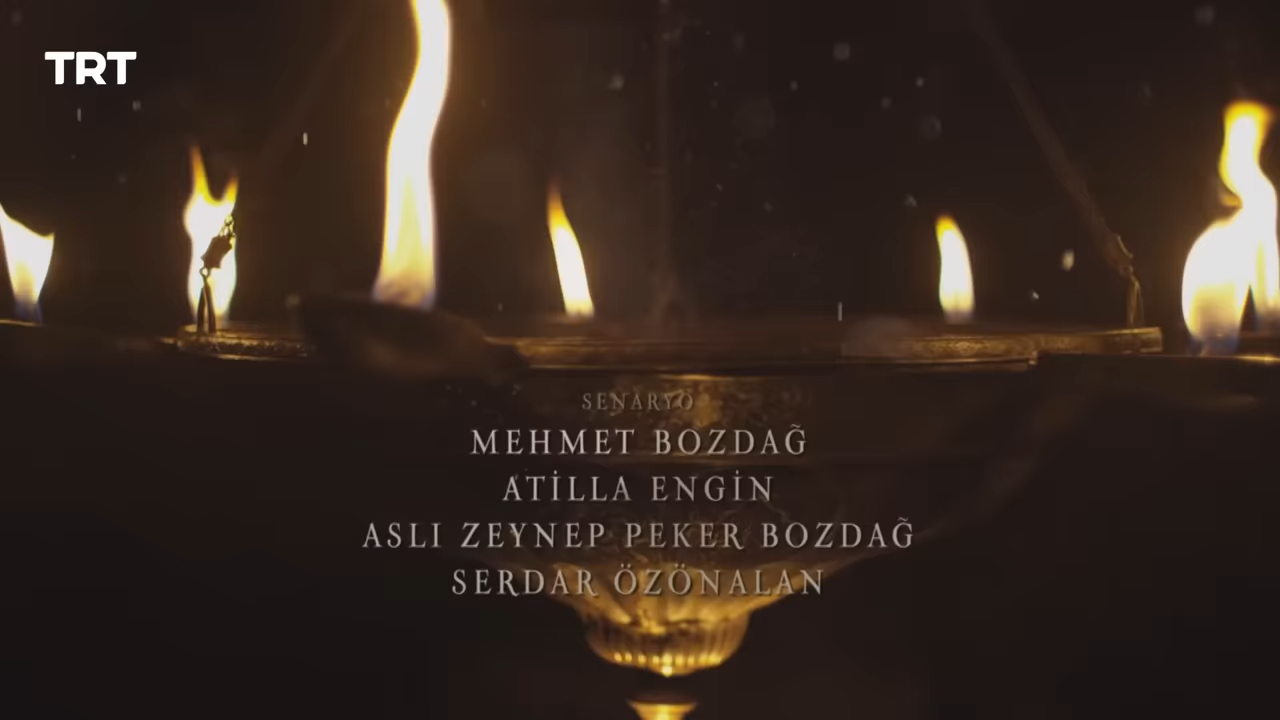 TRT
SENARYO
MEHMET BOZDAĞ
ATİLLA ENGİN
ASLI ZEYNEP PEKER BOZDAĞ
SERDAR ÖZÖNALAN